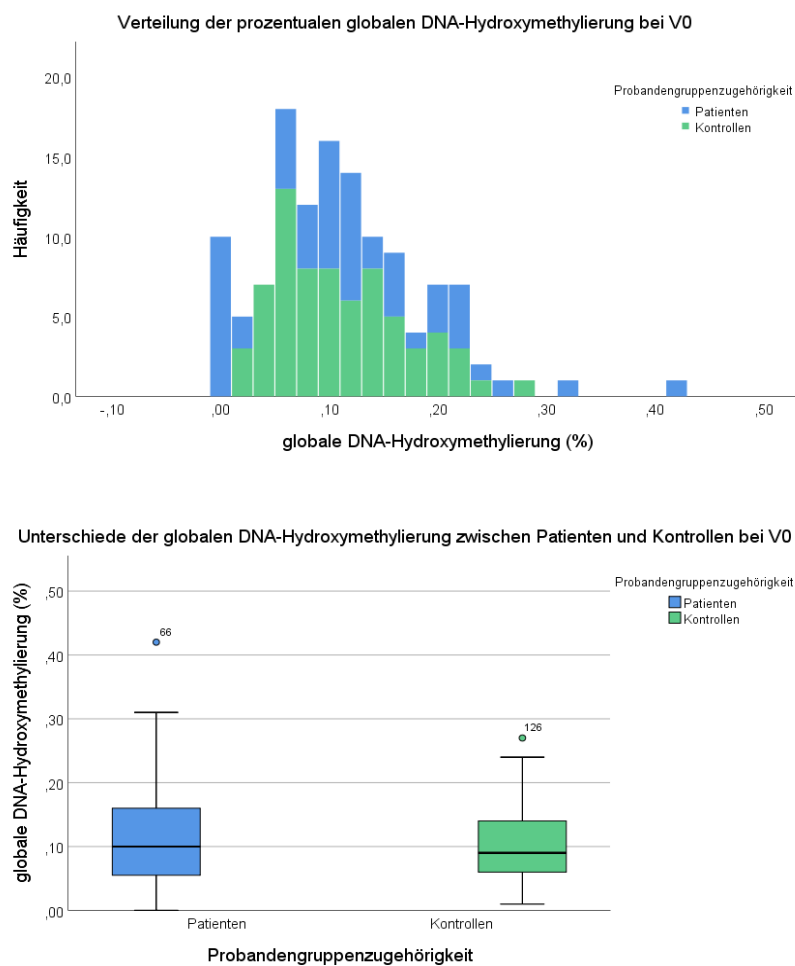 Verteilung der prozentualen globalen DNA-Hydroxymethylierung bei V0
Probandengruppenzugehörigkeit
Patienten
Kontrollen
Häufigkeit
20,0
15,0
10,0
5,0
0,0
-,10 ,00 ,10 ,20 ,30 ,40 ,50
globale DNA-Hydroxymethylierung (%)
Unterschiede der globalen DNA-Hydroxymethylierung zwischen Patienten und Kontrollen bei V0
Probandengruppenzugehörigkeit
Patienten
Kontrollen
globale DNA-Hydroxymethylierung (%)
,50
,40
,30
,20
,10
,00
66
126
Patienten Kontrollen
Probandengruppenzugehörigkeit